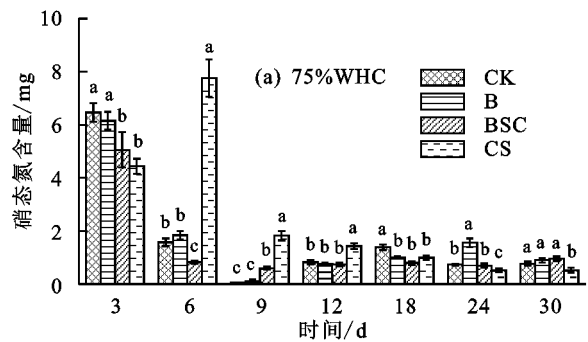 10
8
6
4
2
0
硝态氮含量/mg
(a) 75%WHC
CK
B
BSC
CS
a a b b
b b c a
c c b a
b b b a
a b b b
b a b c
a a a b
3 6 9 12 18 24 30
时间/d